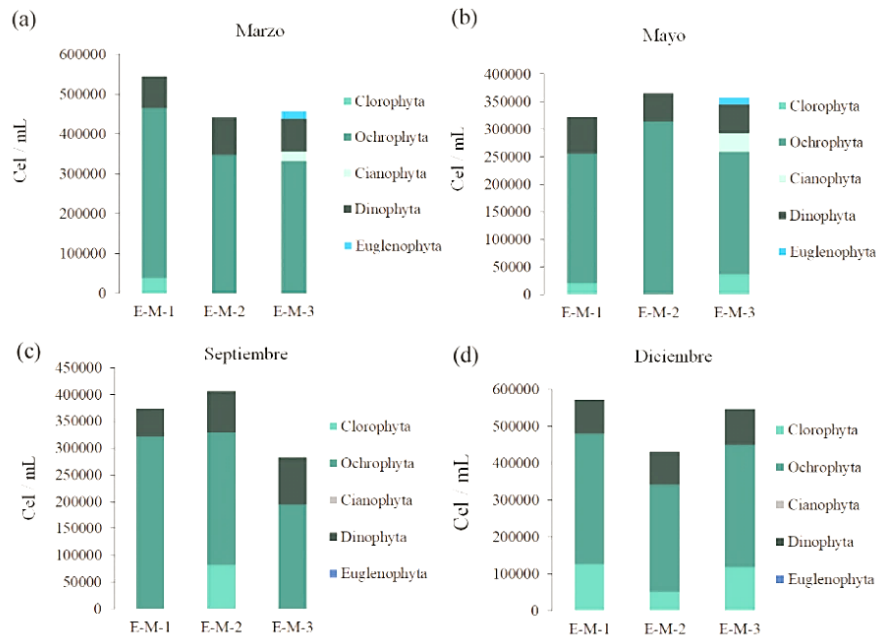 (a)
Marzo
600000
500000
400000
300000
200000
100000
0
Cel / mL
E-M-1 E-M-2 E-M-3
Clorophyta
Ochrophyta
Cianophyta
Dinophyta
Euglenophyta
(b)
Mayo
400000
350000
300000
250000
200000
150000
100000
50000
0
Cel / mL
E-M-1 E-M-2 E-M-3
Clorophyta
Ochrophyta
Cianophyta
Dinophyta
Euglenophyta
(c)
Septiembre
450000
400000
350000
300000
250000
200000
150000
100000
50000
0
Cel / mL
E-M-1 E-M-2 E-M-3
Clorophyta
Ochrophyta
Cianophyta
Dinophyta
Euglenophyta
(d)
Diciembre
600000
500000
400000
300000
200000
100000
0
Cel / mL
E-M-1 E-M-2 E-M-3
Clorophyta
Ochrophyta
Cianophyta
Dinophyta
Euglenophyta